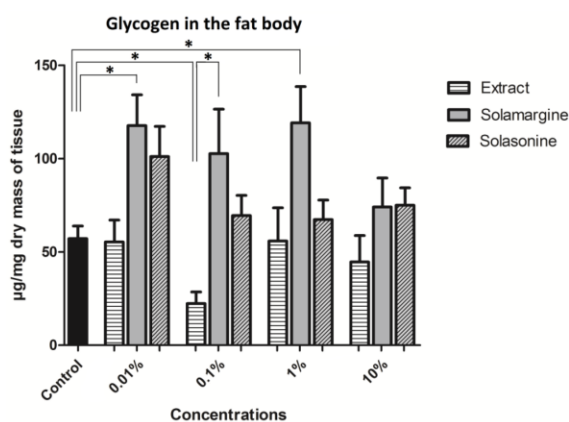 Glycogen in the fat body
*
*
*
*
150
100
50
0
µg/mg dry mass of tissue
Extract
Solamargine
Solasonine
Control
0.01%
0.1%
1%
10%
Concentrations